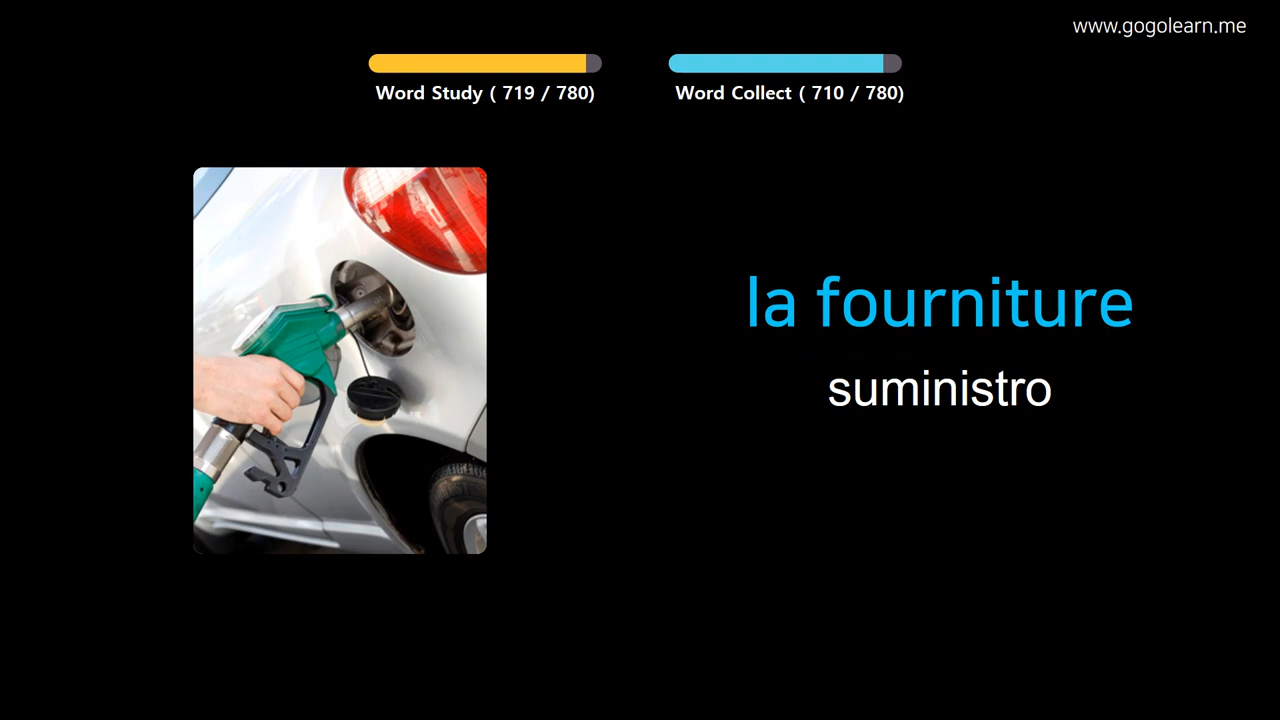 www.gogolearn.me
Word Study ( 719 / 780)
Word Collect ( 710 / 780)
la fourniture
suministro